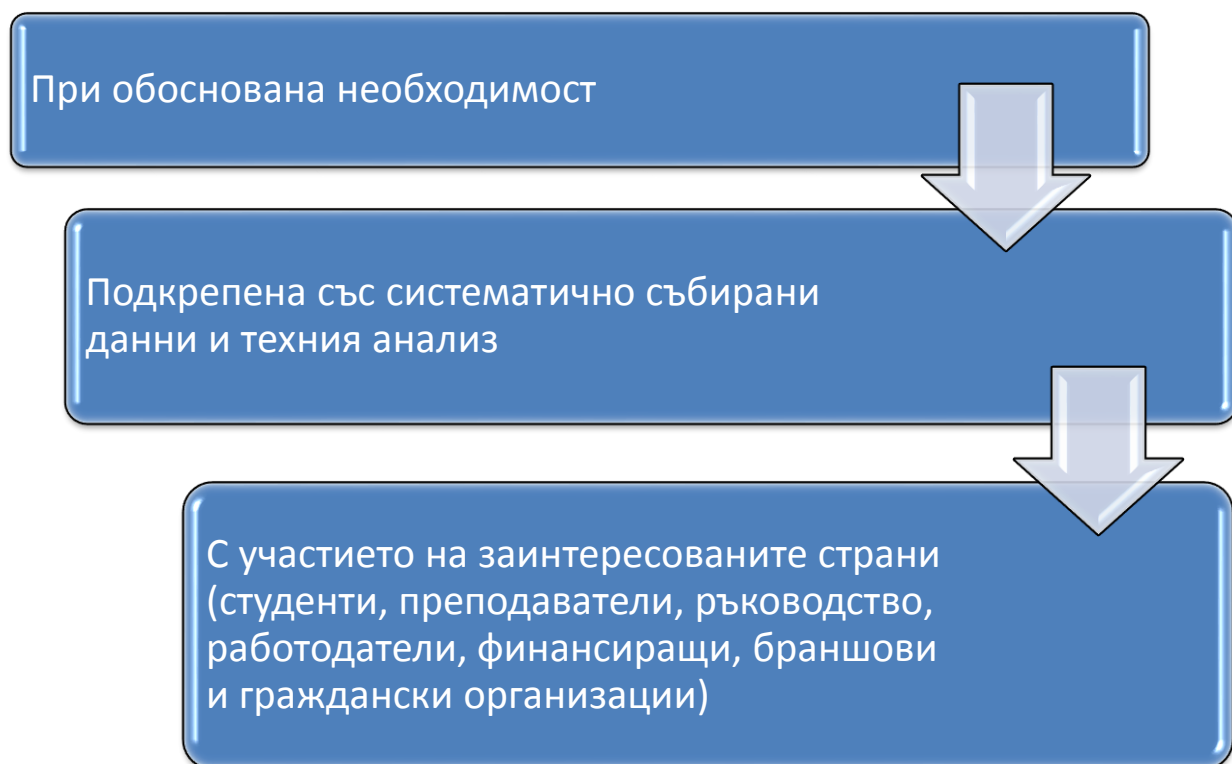 При обоснована необходимост
Подкрепена със систематично събирани
данни и техния анализ
С участието на заинтересованите страни
(студенти, преподаватели, ръководство,
работодатели, финансиращи, браншови
и граждански организации)